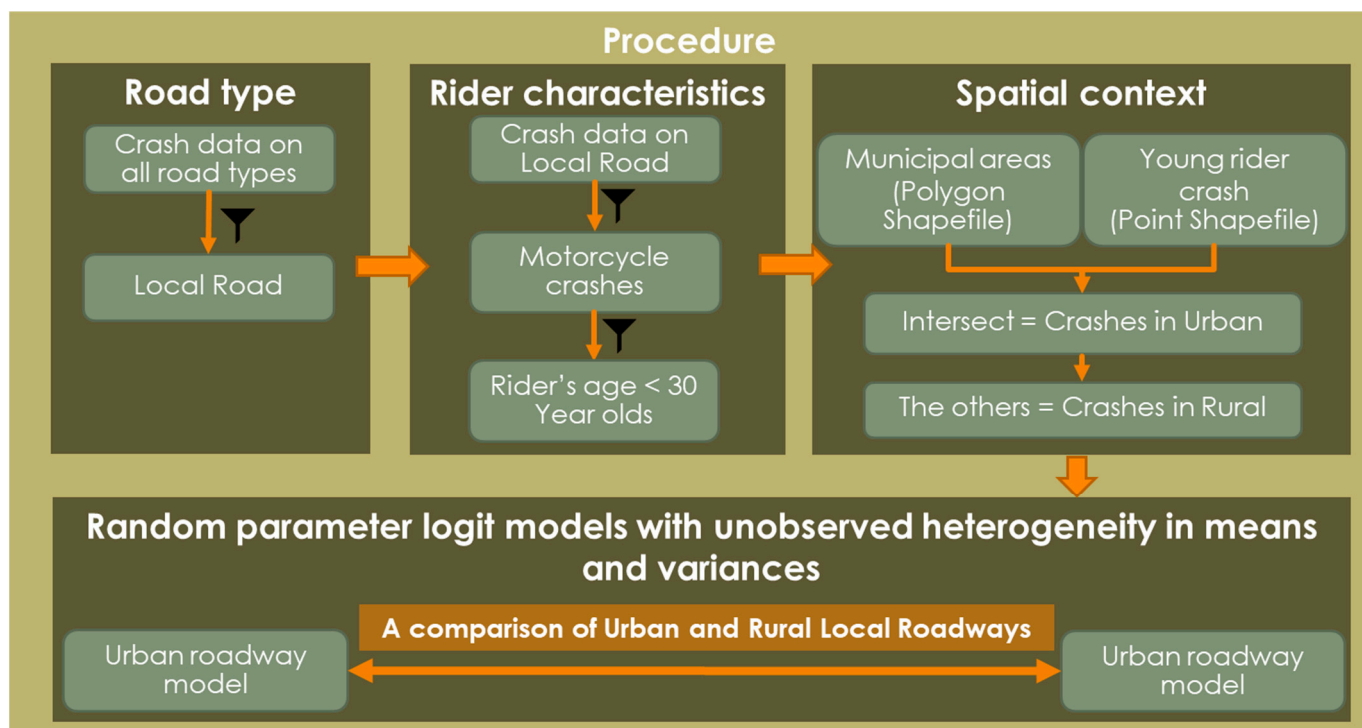 Procedure
Road type
Crash data on
all road types
Local Road
Rider characteristics
Crash data on
Local Road
Motorcycle
crashes
Rider's age < 30
Year olds
Spatial context
Municipal areas
(Polygon
Shapefile)
Young rider
crash
(Point Shapefile)
Intersect = Crashes in Urban
The others = Crashes in Rural
Random parameter logit models with unobserved heterogeneity in means
and variances
A comparison of Urban and Rural Local Roadways
Urban roadway
model
Urban roadway
model